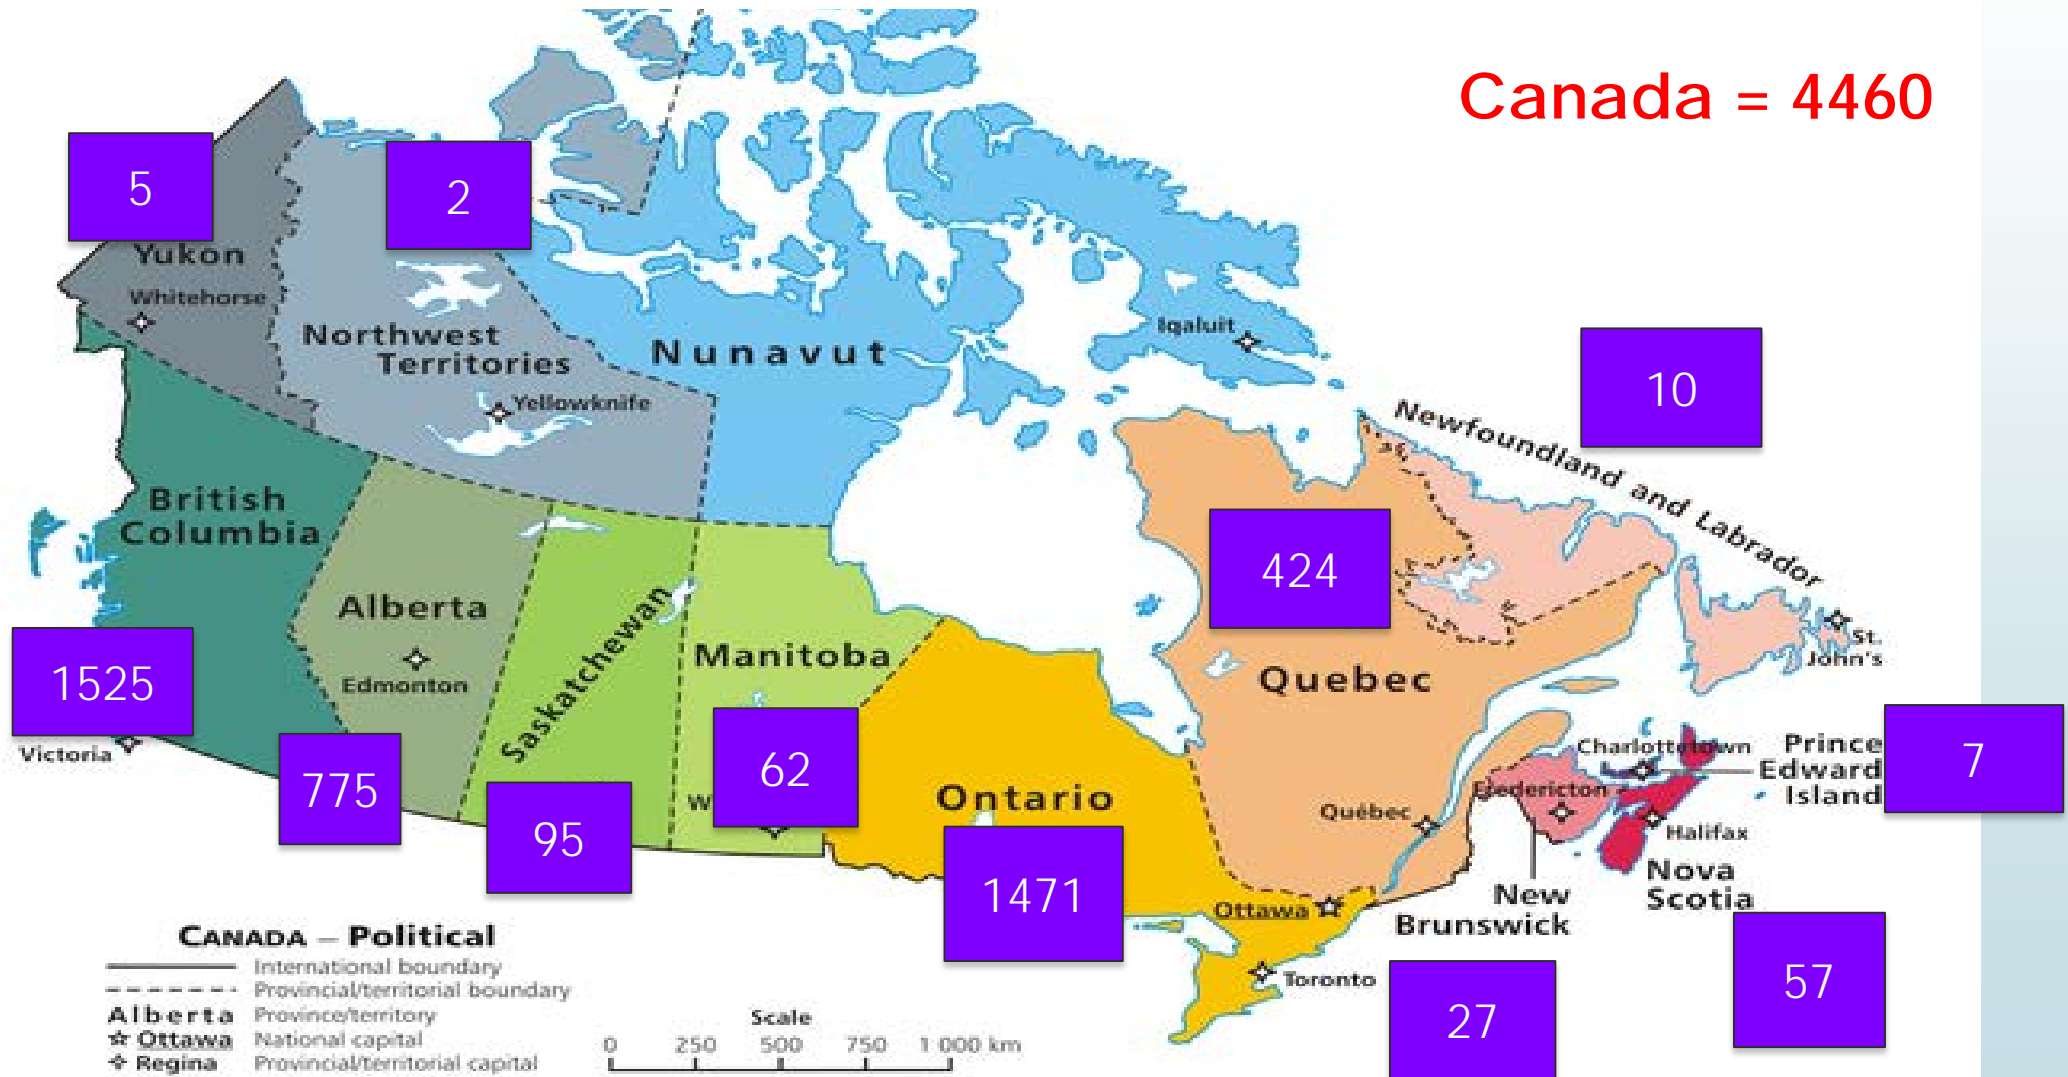 Canada = 4460
5
2
Yukon
Whitehorse
Northwest
Territories
Yellowknife
Nunavut
Iqaluit
10
Newfoundland and Labrador
British
Columbia
424
Alberta
Edmonton
Saskatchewan
Manitoba
Quebec
St.
John's
1525
Victoria
775
95
62
W
Ontario
1471
Québec
Charlottetown
Prince
Edward
Island
7
Fredericton
Halifax
Nova
Scotia
New
Brunswick
Ottawa
Toronto
57
27
CANADA – Political
International boundary
Provincial/territorial boundary
Alberta Province/territory
Ottawa National capital
Regina Provincial/territorial capital
Scale
0 250 500 750 1 000 km